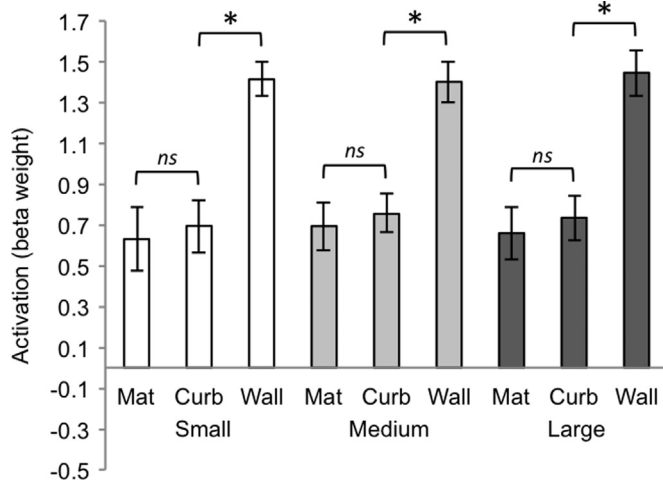 Activation (beta weight)
1.7
1.5
1.3
1.1
0.9
0.7
0.5
0.3
0.1
-0.1
-0.3
-0.5
* * *
ns ns ns
Mat Curb Wall Mat Curb Wall Mat Curb Wall
Small Medium Large